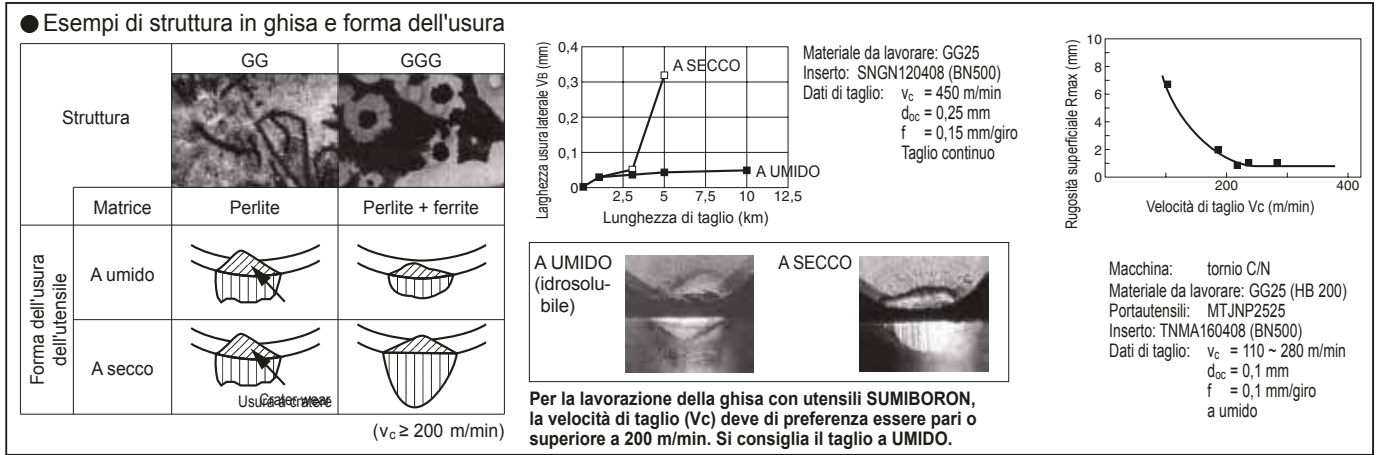 ● Esempi di struttura in ghisa e forma dell'usura
GG
GGG
Struttura
Matrice
Perlite
Perlite + ferrite
Forma dell'usura
dell'utensile
A umido
A secco
Usura a cratere
Crater wear
(vc ≥ 200 m/min)
Larghezza usura laterale VB (mm)
0,4
0,3
0,2
0,1
0
2,5
5
7,5
10
12,5
A SECCO
A UMIDO
Lunghezza di taglio (km)
Materiale da lavorare: GG25
Inserto: SNGN120408 (BN500)
Dati di taglio: vc = 450 m/min
doc = 0,25 mm
f = 0,15 mm/giro
Taglio continuo
A UMIDO
(idrosolu-
bile)
A SECCO
Per la lavorazione della ghisa con utensili SUMIBORON,
la velocità di taglio (Vc) deve di preferenza essere pari o
superiore a 200 m/min. Si consiglia il taglio a UMIDO.
Rugosità superficiale Rmax (mm)
10
8
6
4
2
0
200
400
Velocità di taglio Vc (m/min)
Macchina: tornio C/N
Materiale da lavorare: GG25 (HB 200)
Portautensili: MTJNP2525
Inserto: TNMA160408 (BN500)
Dati di taglio: vc = 110 ~ 280 m/min
doc = 0,1 mm
f = 0,1 mm/giro
a umido